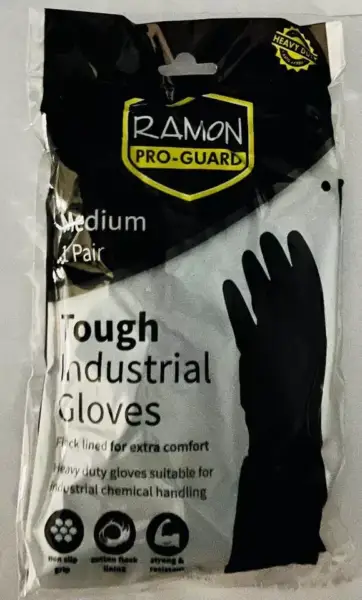 HEAVY DUTY
RAMON
PRO-GUARD
Medium
1 Pair
Tough
Industrial
Gloves
Flock lined for extra comfort
Heavy duty gloves suitable for
industrial chemical handling
non slip
grip
cotton flock
lining
strong &
resistant